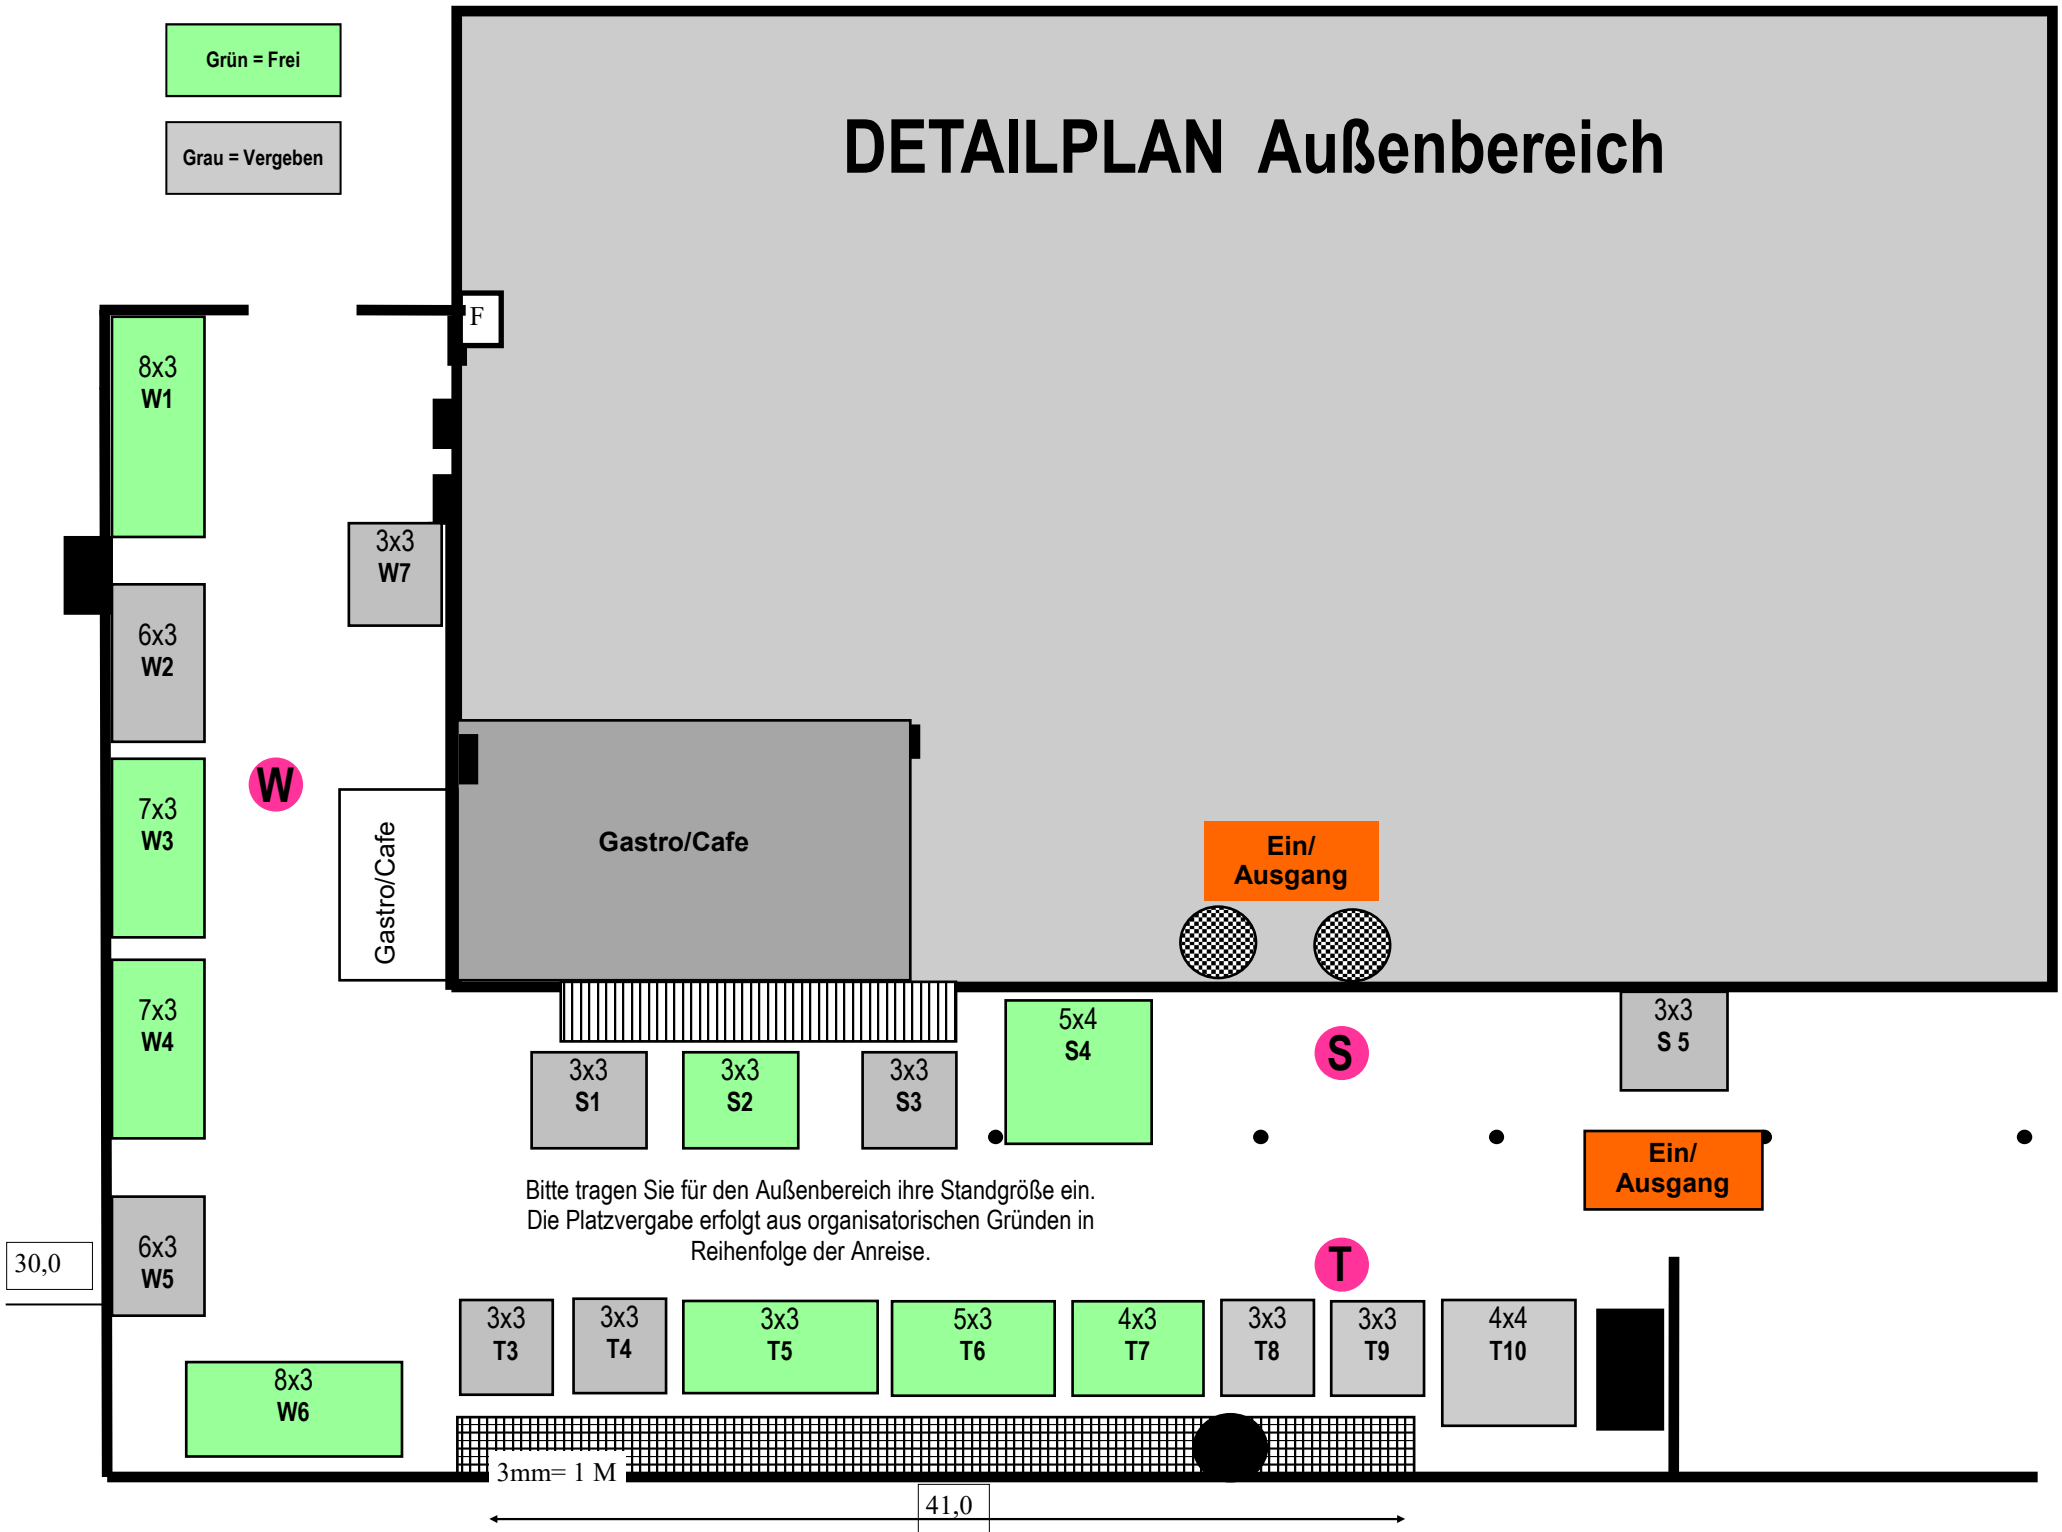 Grün = Frei
Grau = Vergeben
DETAILPLAN Außenbereich
F
8x3
W1
3x3
W7
6x3
W2
W
7x3
W3
Gastro/Cafe
Gastro/Cafe
Ein/
Ausgang
7x3
W4
5x4
S4
S
3x3
S 5
3x3
S1
3x3
S2
3x3
S3
Ein/
Ausgang
Bitte tragen Sie für den Außenbereich ihre Standgröße ein.
Die Platzvergabe erfolgt aus organisatorischen Gründen in
Reihenfolge der Anreise.
6x3
W5
30,0
T
3x3
T3
3x3
T4
3x3
T5
5x3
T6
4x3
T7
3x3
T8
3x3
T9
4x4
T10
8x3
W6
3mm= 1 M
41,0